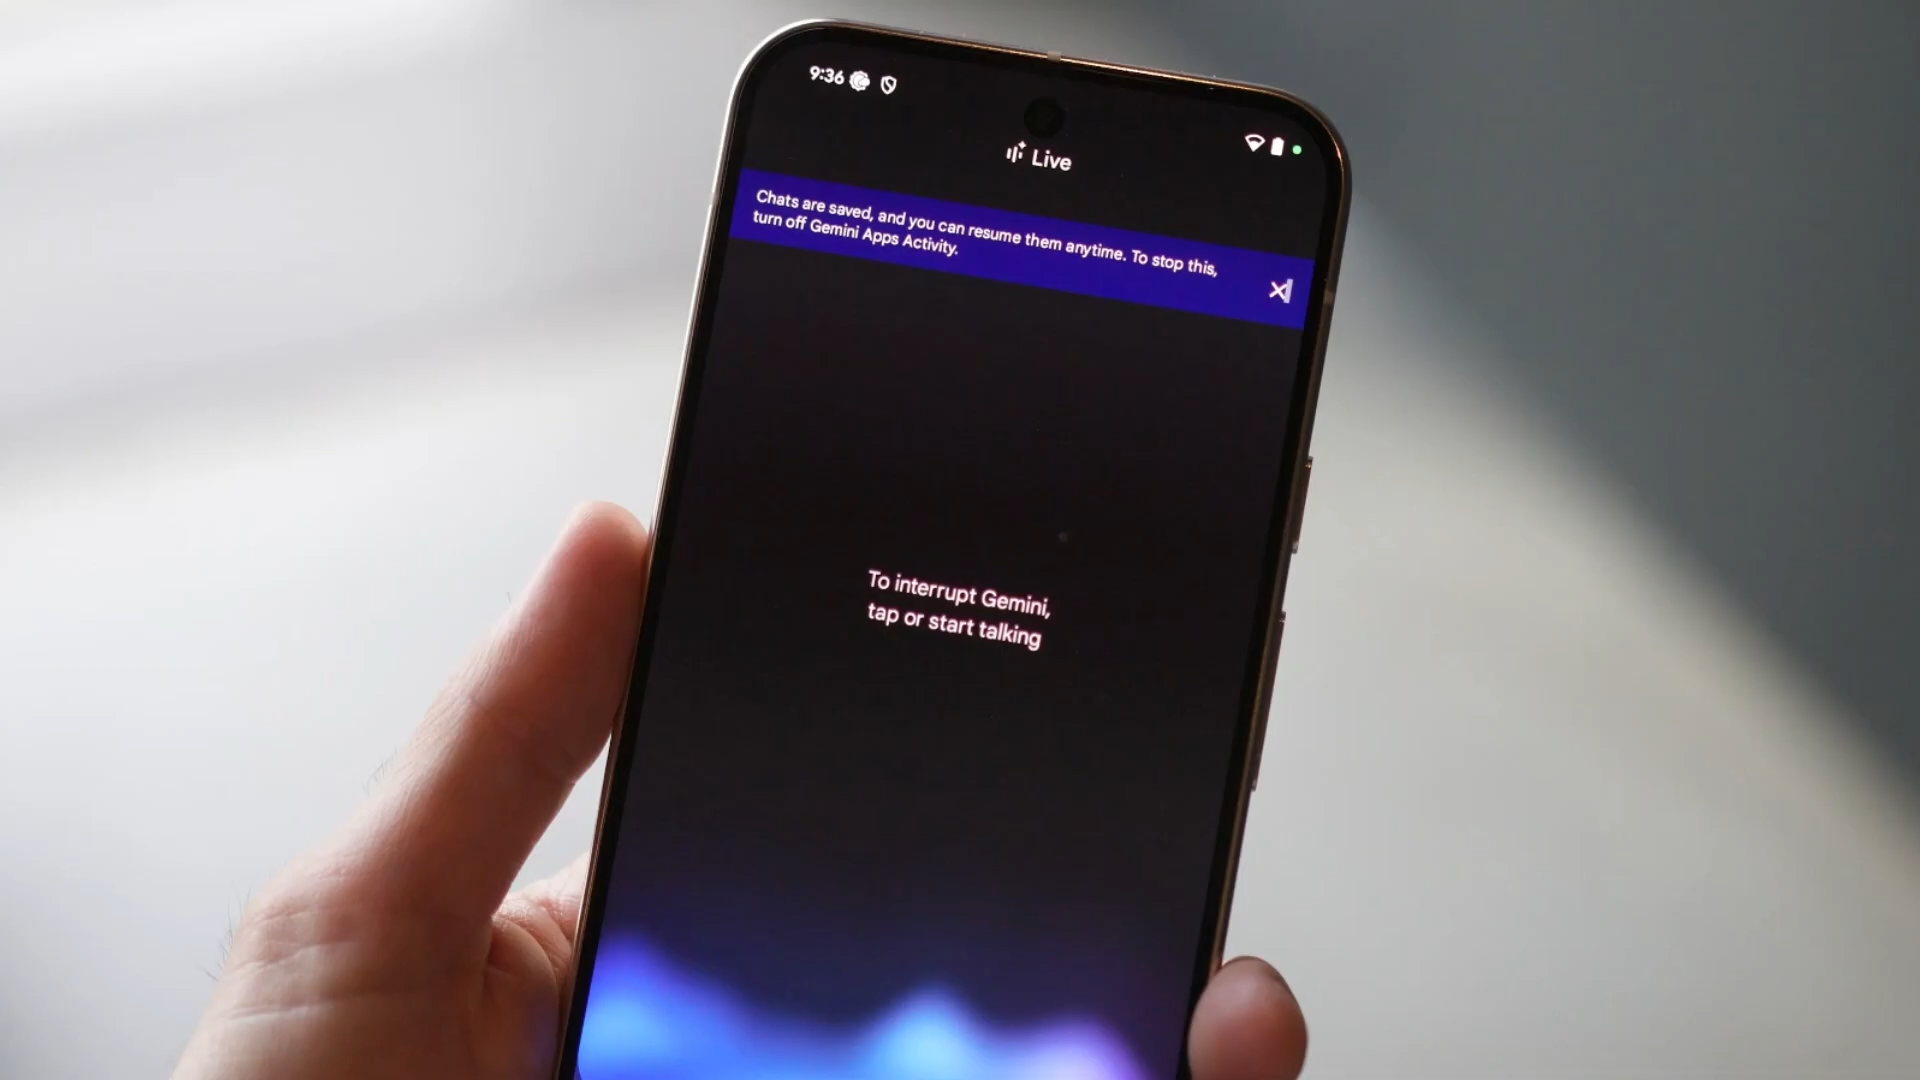 9:36
Live
Chats are saved, and you can resume them anytime. To stop this,
turn off Gemini Apps Activity.
To interrupt Gemini,
tap or start talking